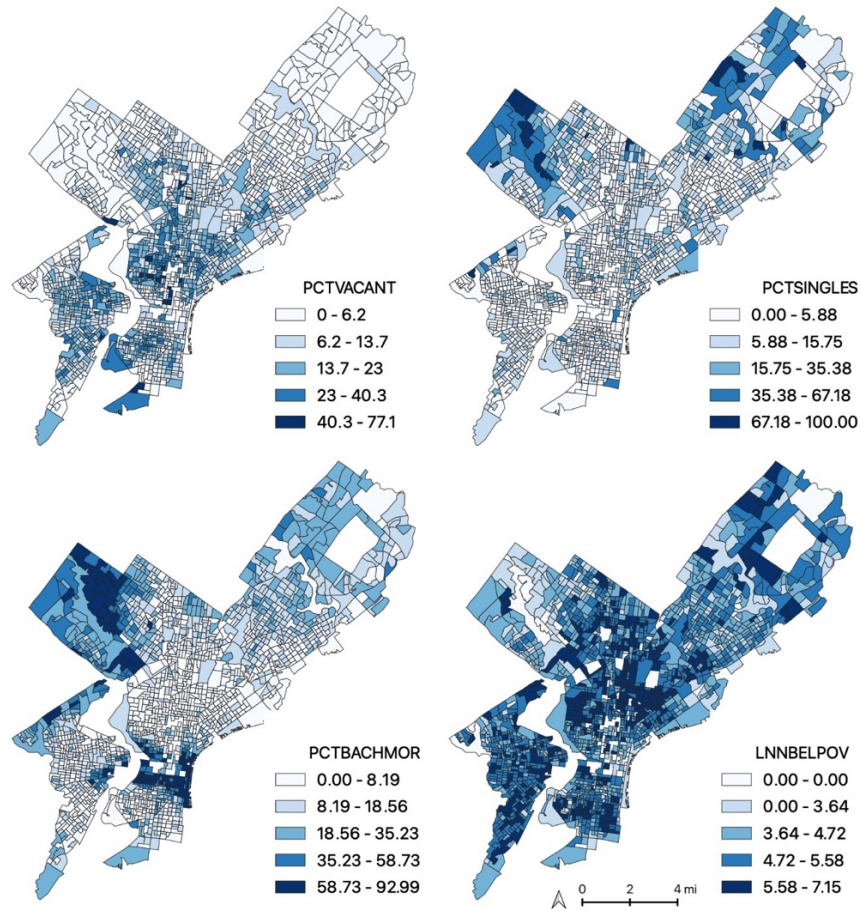 PCTVACANT
0 - 6.2
6.2 - 13.7
13.7 - 23
23 - 40.3
40.3 - 77.1
PCTSINGLES
0.00 - 5.88
5.88 - 15.75
15.75 - 35.38
35.38 - 67.18
67.18 - 100.00
PCTBACHMOR
0.00 - 8.19
8.19 - 18.56
18.56 - 35.23
35.23 - 58.73
58.73 - 92.99
LNNBELPOV
0.00 - 0.00
0.00 - 3.64
3.64 - 4.72
4.72 - 5.58
5.58 - 7.15
0 2 4 mi